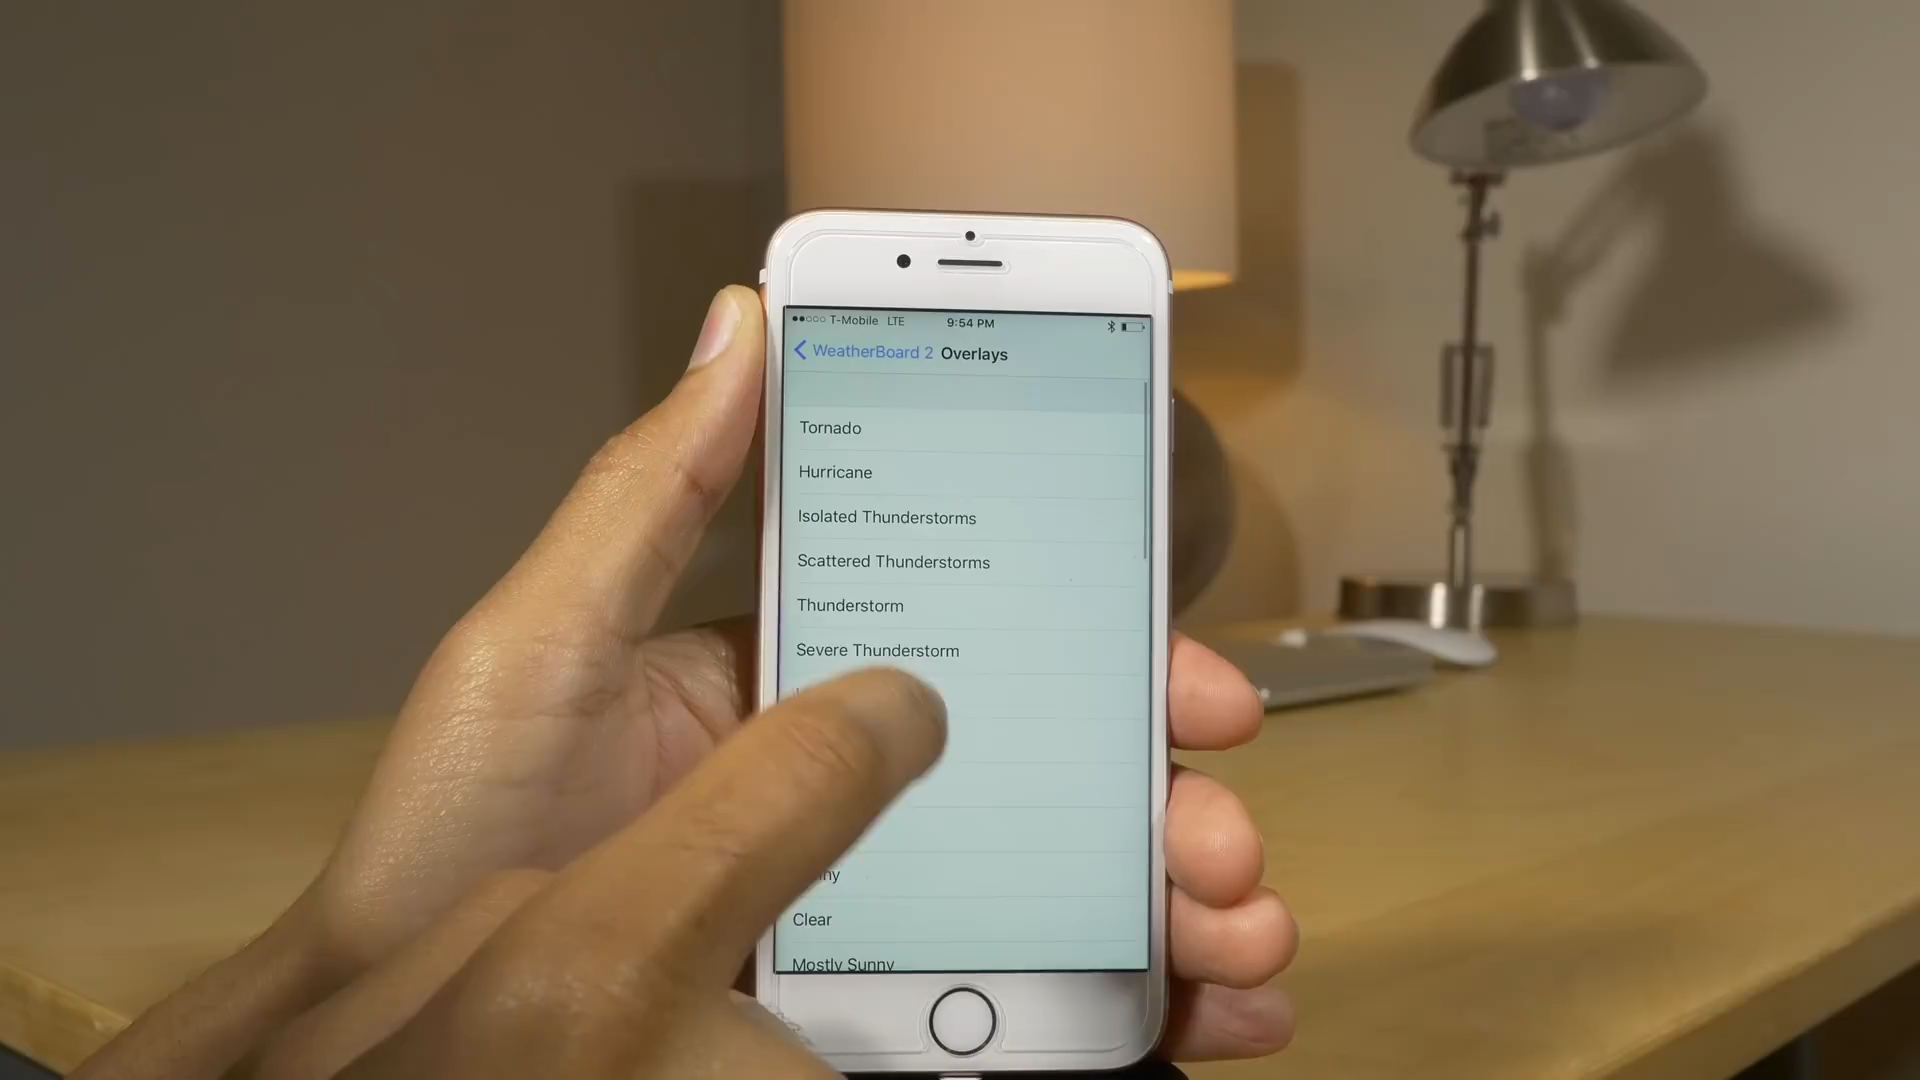 T-Mobile LTE 9:54 PM
WeatherBoard 2 Overlays
Tornado
Hurricane
Isolated Thunderstorms
Scattered Thunderstorms
Thunderstorm
Severe Thunderstorm
Clear
Mostly Sunny